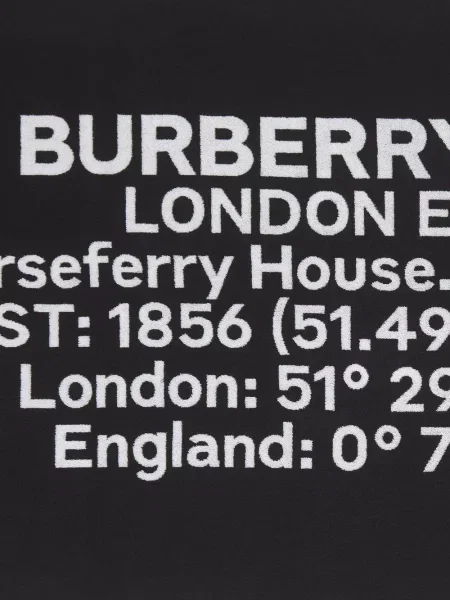 BURBERRY
LONDON E
rseferry House.
ST: 1856 (51.49
London: 51° 29
England: 0° 7